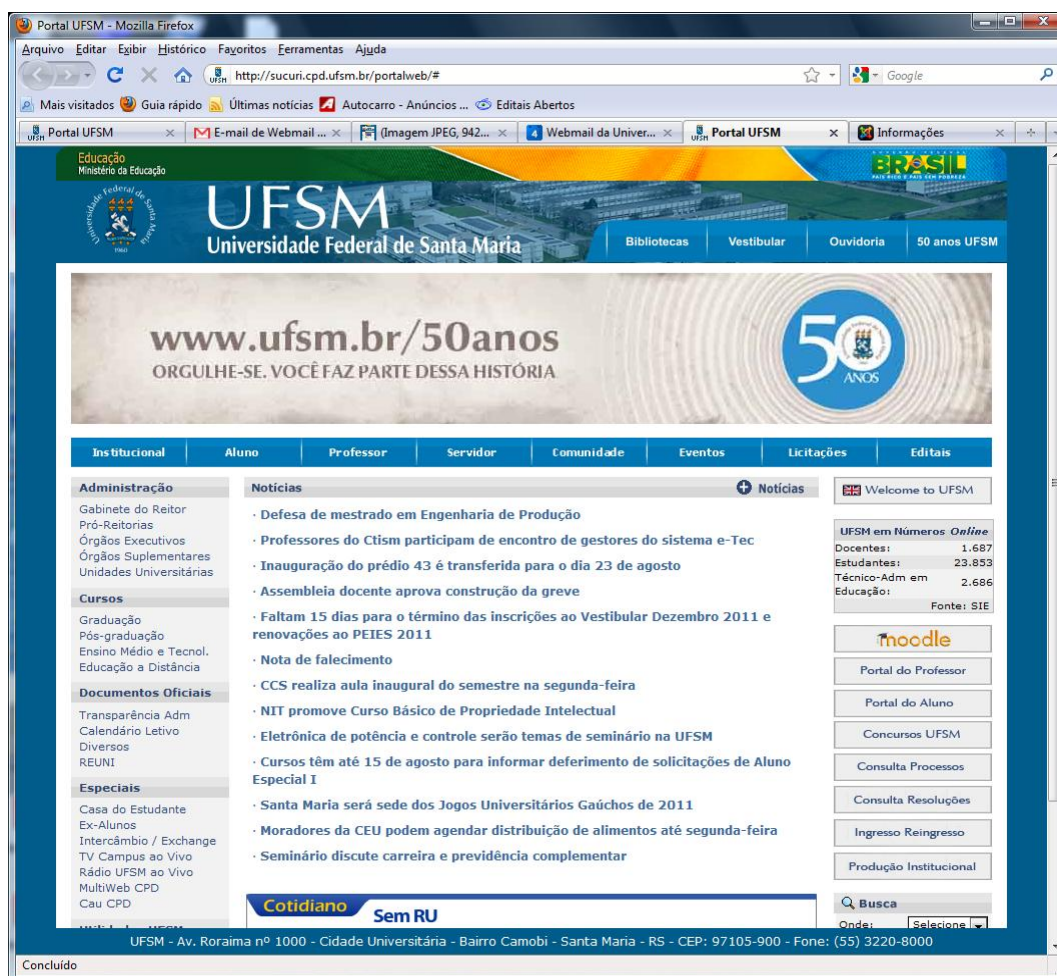 Portal UFSM - Mozilla Firefox
Arquivo Editar Exibir Histórico Favoritos Ferramentas Ajuda
http://sucuri.cpd.ufsm.br/portalweb/#
Google
Mais visitados Guia rápido Últimas notícias Autocarro - Anúncios ... Editais Abertos
Portal UFSM
E-mail de Webmail ...
(Imagem JPEG, 942...
Webmail da Univer...
Portal UFSM
Informações
Educação
Ministério da Educação
BRASIL
PAÍS RICO É PAÍS SEM POBREZA
Universidade Federal de Santa Maria
1960
UFSM
Universidade Federal de Santa Maria
Bibliotecas Vestibular Ouvidoria 50 anos UFSM
www.ufsm.br/50anos
ORGULHE-SE. VOCÊ FAZ PARTE DESSA HISTÓRIA
50
ANOS
Institucional Aluno Professor Servidor Comunidade Eventos Licitações Editais
Administração
Gabinete do Reitor
Pró-Reitorias
Órgãos Executivos
Órgãos Suplementares
Unidades Universitárias
Cursos
Graduação
Pós-graduação
Ensino Médio e Tecnol.
Educação a Distância
Documentos Oficiais
Transparência Adm
Calendário Letivo
Diversos
REUNI
Especiais
Casa do Estudante
Ex-Alunos
Intercâmbio / Exchange
TV Campus ao Vivo
Rádio UFSM ao Vivo
MultiWeb CPD
Cau CPD
Notícias
Notícias
· Defesa de mestrado em Engenharia de Produção
· Professores do Ctism participam de encontro de gestores do sistema e-Tec
· Inauguração do prédio 43 é transferida para o dia 23 de agosto
· Assembleia docente aprova construção da greve
· Faltam 15 dias para o término das inscrições ao Vestibular Dezembro 2011 e
renovações ao PEIES 2011
· Nota de falecimento
· CCS realiza aula inaugural do semestre na segunda-feira
· NIT promove Curso Básico de Propriedade Intelectual
· Eletrônica de potência e controle serão temas de seminário na UFSM
· Cursos têm até 15 de agosto para informar deferimento de solicitações de Aluno
Especial I
· Santa Maria será sede dos Jogos Universitários Gaúchos de 2011
· Moradores da CEU podem agendar distribuição de alimentos até segunda-feira
· Seminário discute carreira e previdência complementar
Cotidiano
Sem RU
Welcome to UFSM
UFSM em Números Online
Docentes: 1.687
Estudantes: 23.853
Técnico-Adm em
Educação: 2.686
Fonte: SIE
moodle
Portal do Professor
Portal do Aluno
Concursos UFSM
Consulta Processos
Consulta Resoluções
Ingresso Reingresso
Produção Institucional
Busca
Onde: Selecione
UFSM - Av. Roraima nº 1000 - Cidade Universitária - Bairro Camobi - Santa Maria - RS - CEP: 97105-900 - Fone: (55) 3220-8000
Concluído